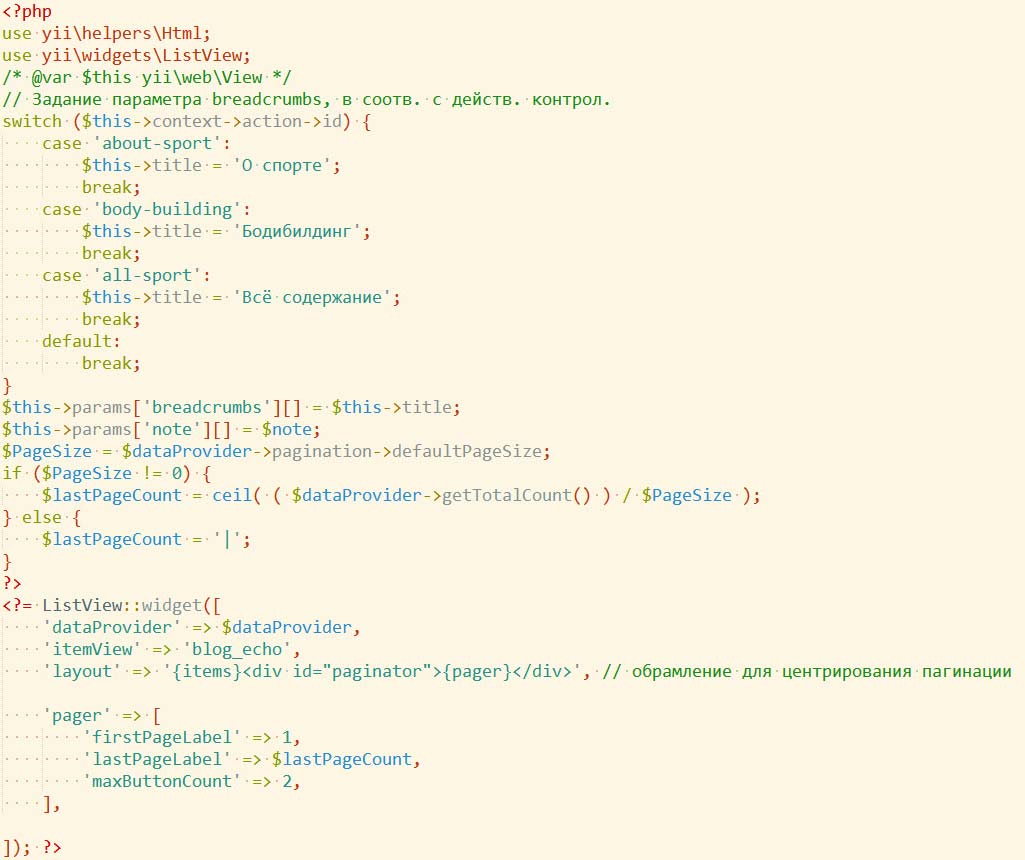 <?php
use yii\helpers\Html;
use yii\widgets\ListView;
/* @var $this yii\web\View */
// Задание параметра breadcrumbs, в соотв. с действ. контрол.
switch ($this->context->action->id) {
    case 'about-sport':
        $this->title = 'О спорте';
        break;
    case 'body-building':
        $this->title = 'Бодибилдинг';
        break;
    case 'all-sport':
        $this->title = 'Всё содержание';
        break;
    default:
        break;
}
$this->params['breadcrumbs'][] = $this->title;
$this->params['note'][] = $note;
$PageSize = $dataProvider->pagination->defaultPageSize;
if ($PageSize != 0) {
    $lastPageCount = ceil( ( $dataProvider->getTotalCount() ) / $PageSize );
} else {
    $lastPageCount = '|';
}
?>
<?= ListView::widget([
    'dataProvider' => $dataProvider,
    'itemView' => 'blog_echo',
    'layout' => '{items}<div id="paginator">{pager}</div>', // обрамление для центрирования пагинации
    'pager' => [
        'firstPageLabel' => 1,
        'lastPageLabel' => $lastPageCount,
        'maxButtonCount' => 2,
    ],
]); ?>